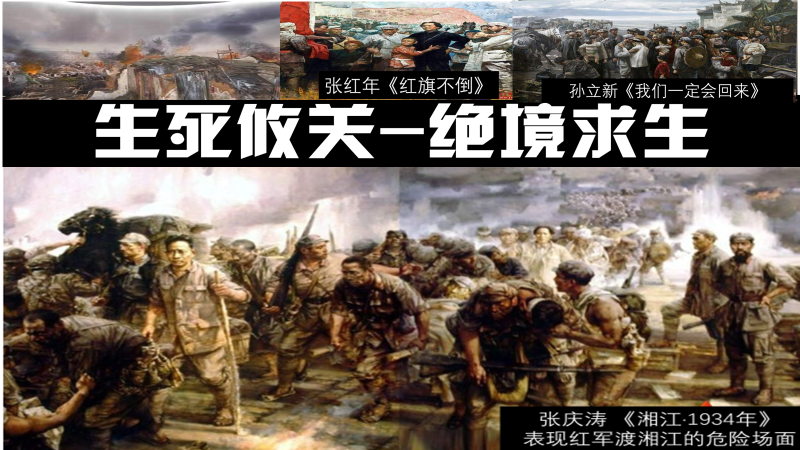 张红年《红旗不倒》
孙立新《我们一定会回来》
生死攸关－绝境求生
张庆涛 《湘江·1934年》
表现红军渡湘江的危险场面